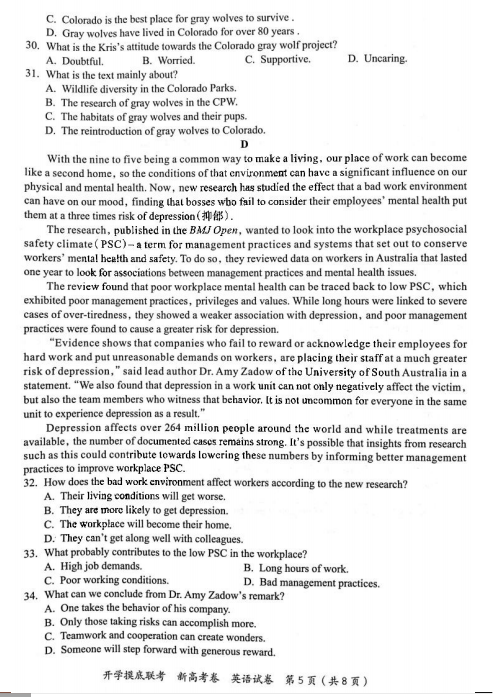 C. Colorado is the best place for gray wolves to survive .
D. Gray wolves have lived in Colorado for over 80 years .
30. What is the Kris's attitude towards the Colorado gray wolf project?
A. Doubtful. B. Worried. C. Supportive. D. Uncaring.
31. What is the text mainly about?
A. Wildlife diversity in the Colorado Parks.
B. The research of gray wolves in the CPW.
C. The habitats of gray wolves and their pups.
D. The reintroduction of gray wolves to Colorado.
D
With the nine to five being a common way to make a living, our place of work can become
like a second home, so the conditions of that environment can have a significant influence on our
physical and mental health. Now, new research has studied the effect that a bad work environment
can have on our mood, finding that bosses who fail to consider their employees' mental health put
them at a three times risk of depression(抑郁).
The research, published in the BMJ Open, wanted to look into the workplace psychosocial
safety climate(PSC)–a term for management practices and systems that set out to conserve
workers' mental health and safety. To do so, they reviewed data on workers in Australia that lasted
one year to look for associations between management practices and mental health issues.
The review found that poor workplace mental health can be traced back to low PSC, which
exhibited poor management practices, privileges and values. While long hours were linked to severe
cases of over-tiredness, they showed a weaker association with depression, and poor management
practices were found to cause a greater risk for depression.
"Evidence shows that companies who fail to reward or acknowledge their employees for
hard work and put unreasonable demands on workers, are placing their staff at a much greater
risk of depression," said lead author Dr. Amy Zadow of the University of South Australia in a
statement. "We also found that depression in a work unit can not only negatively affect the victim,
but also the team members who witness that behavior. It is not uncommon for everyone in the same
unit to experience depression as a result."
Depression affects over 264 million people around the world and while treatments are
available, the number of documented cases remains strong. It's possible that insights from research
such as this could contribute towards lowering these numbers by informing better management
practices to improve workplace PSC.
32. How does the bad work environment affect workers according to the new research?
A. Their living conditions will get worse.
B. They are more likely to get depression.
C. The workplace will become their home.
D. They can't get along well with colleagues.
33. What probably contributes to the low PSC in the workplace?
A. High job demands. B. Long hours of work.
C. Poor working conditions. D. Bad management practices.
34. What can we conclude from Dr. Amy Zadow's remark?
A. One takes the behavior of his company.
B. Only those taking risks can accomplish more.
C. Teamwork and cooperation can create wonders.
D. Someone will step forward with generous reward.
开学摸底联考 新高考卷 英语试卷 第5页(共8页)